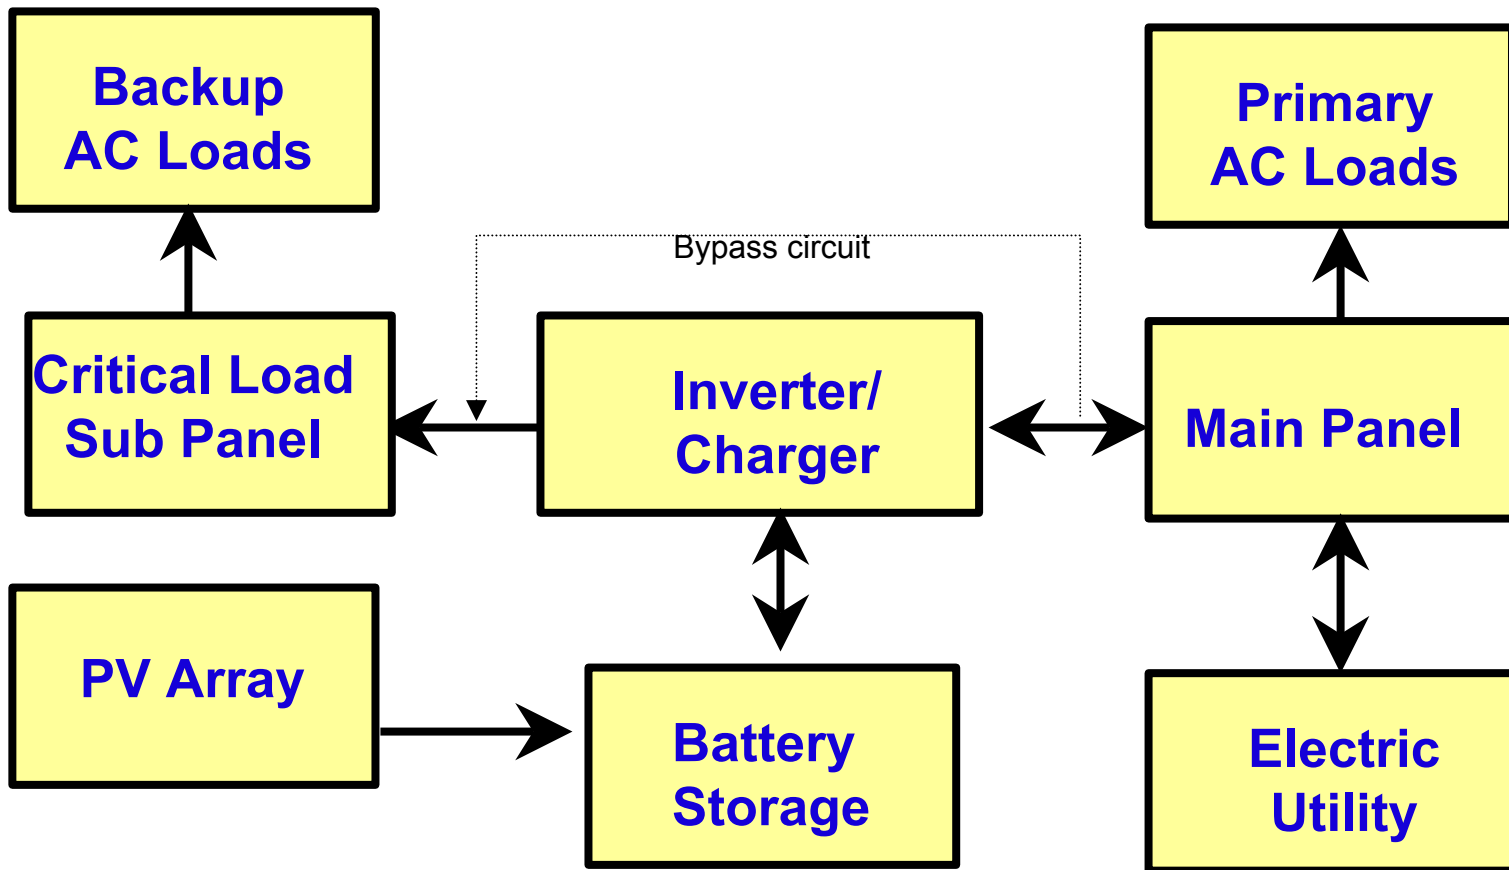 Backup
AC Loads
Primary
AC Loads
Bypass circuit
Critical Load
Sub Panel
Inverter/
Charger
Main Panel
PV Array
Battery
Storage
Electric
Utility